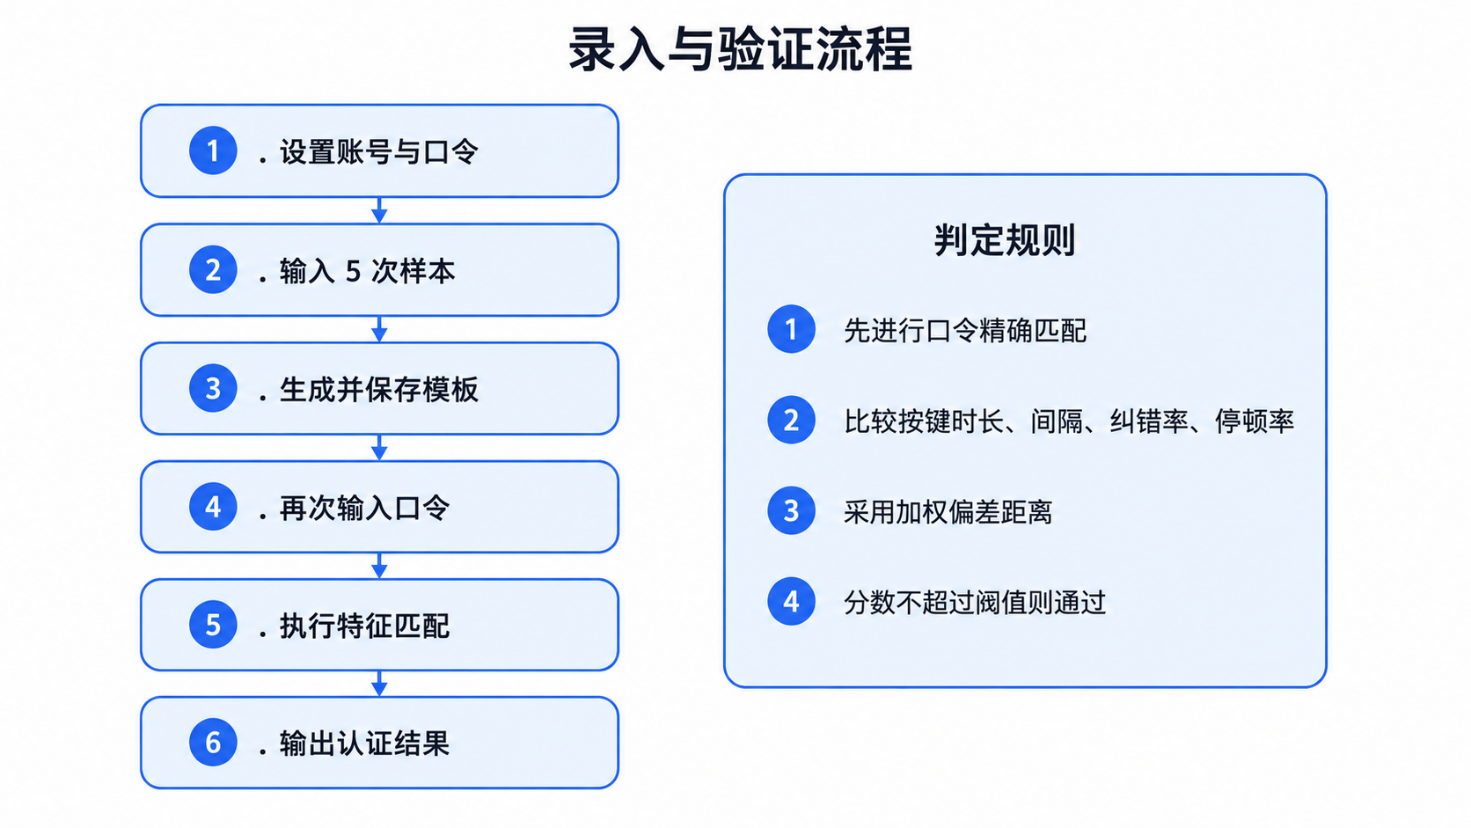 录入与验证流程
1 . 设置账号与口令
2 . 输入 5 次样本
3 . 生成并保存模板
4 . 再次输入口令
5 . 执行特征匹配
6 . 输出认证结果
判定规则
1 先进行口令精确匹配
2 比较按键时长、间隔、纠错率、停顿率
3 采用加权偏差距离
4 分数不超过阀值则通过